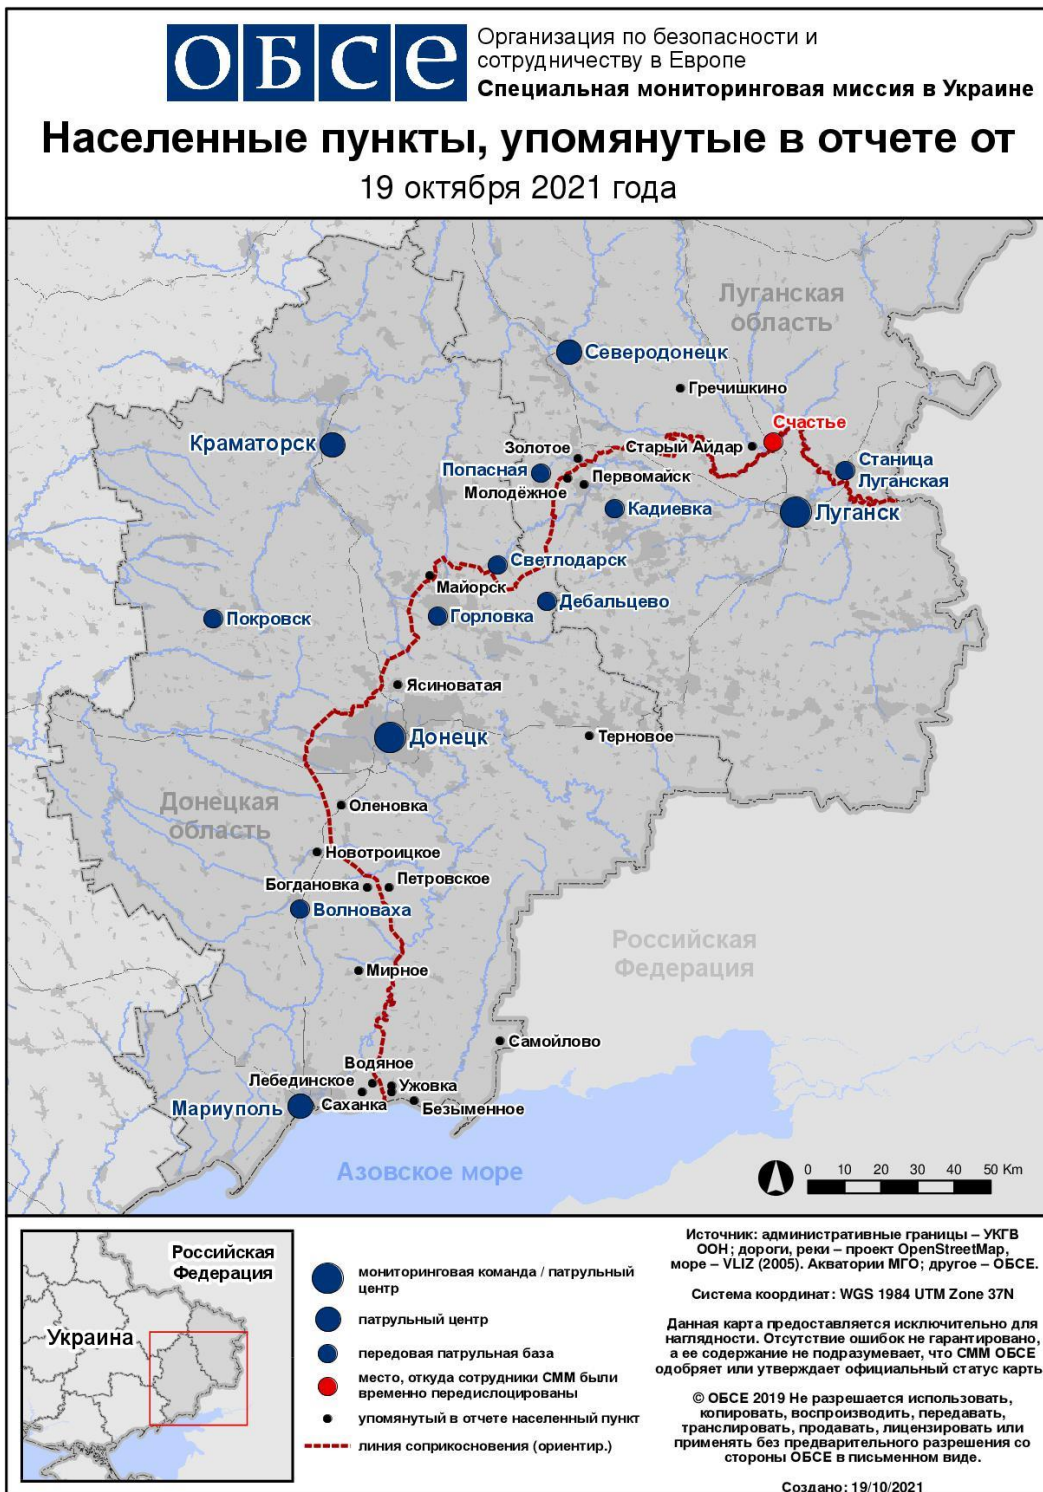 ОБСЕ
Организация по безопасности и
сотрудничеству в Европе
Специальная мониторинговая миссия в Украине
Населенные пункты, упомянутые в отчете от
19 октября 2021 года
Луганская
область
Северодонецк
Гречишкино
Счастье
Краматорск
Золотое
Старый Айдар
Станица
Луганская
Попасная
Первомайск
Молодёжное
Кадиевка
Луганск
Светлодарск
Майорск
Дебальцево
Покровск
Горловка
Ясиноватая
Донецк
Терновое
Донецкая
область
Оленовка
Новотроицкое
Богдановка
Петровское
Волноваха
Российская
Федерация
Мирное
Самойлово
Водяное
Лебединское
Ужовка
Мариуполь
Саханка
Безыменное
Азовское море
0 10 20 30 40 50 Km
Российская
Федерация
Украина
мониторинговая команда / патрульный
центр
патрульный центр
передовая патрульная база
место, откуда сотрудники СММ были
временно передислоцированы
упомянутый в отчете населенный пункт
линия соприкосновения (ориентир.)
Источник: административные границы – УКГВ
ООН; дороги, реки – проект OpenStreetMap,
море – VLIZ (2005). Акватории МГО; другое – ОБСЕ.
Система координат: WGS 1984 UTM Zone 37N
Данная карта предоставляется исключительно для
наглядности. Отсутствие ошибок не гарантировано,
а ее содержание не подразумевает, что СММ ОБСЕ
одобряет или утверждает официальный статус карты
© ОБСЕ 2019 Не разрешается использовать,
копировать, воспроизводить, передавать,
транслировать, продавать, лицензировать или
применять без предварительного разрешения со
стороны ОБСЕ в письменном виде.
Создано: 19/10/2021